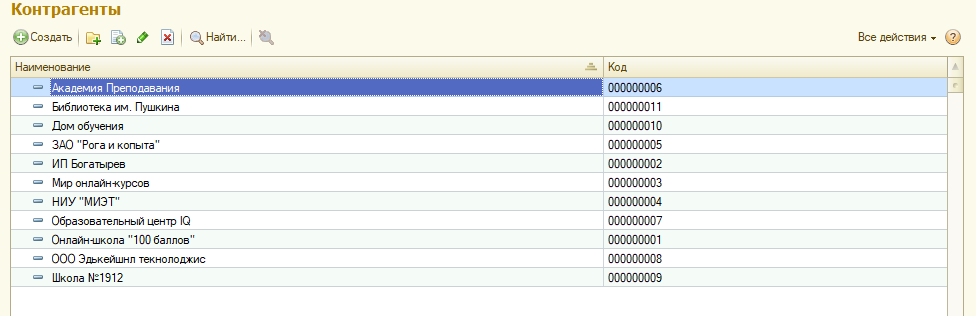 Контрагенты
Создать Найти... Все действия
Наименование Код
Академия Преподавания 000000006
Библиотека им. Пушкина 000000011
Дом обучения 000000010
ЗАО "Рога и копыта" 000000005
ИП Богатырев 000000002
Мир онлайн-курсов 000000003
НИУ "МИЭТ" 000000004
Образовательный центр IQ 000000007
Онлайн-школа "100 баллов" 000000001
ООО Эдькейшнл текнолоджис 000000008
Школа №1912 000000009